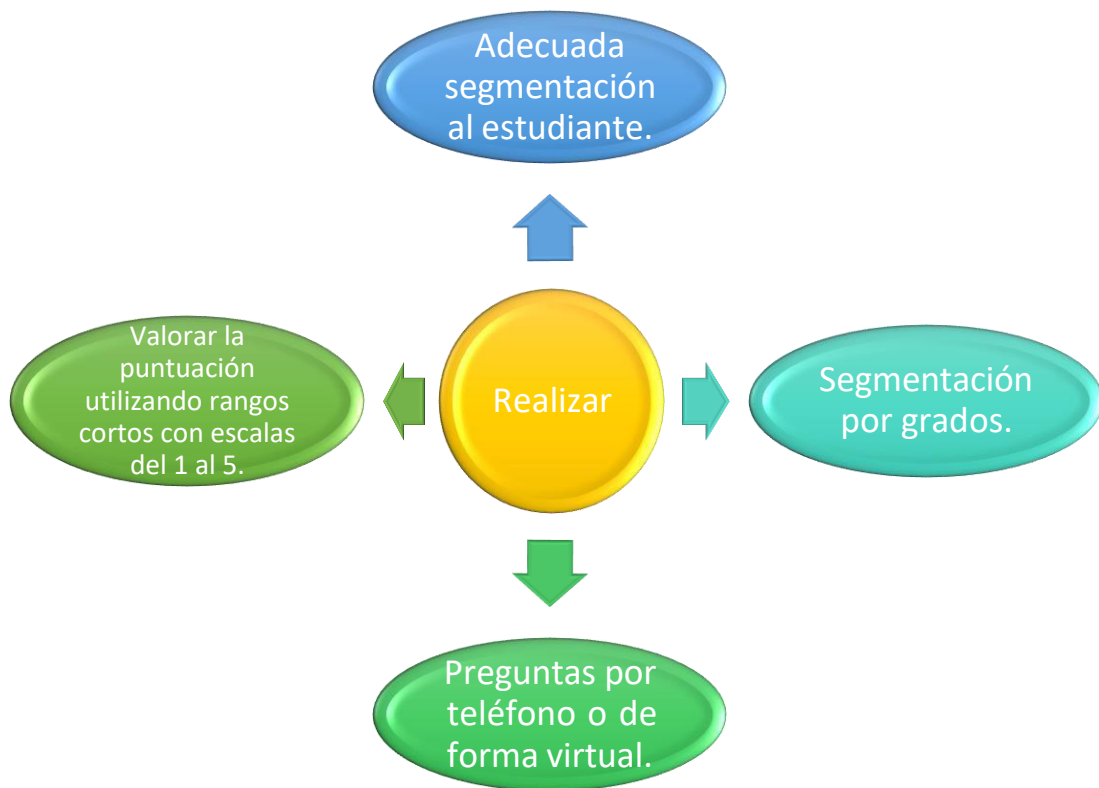 Adecuada
segmentación
al estudiante.
Valorar la
puntuación
utilizando rangos
cortos con escalas
del 1 al 5.
Realizar
Segmentación
por grados.
Preguntas por
teléfono o de
forma virtual.